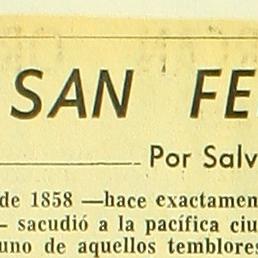 SAN FE
Por Salv
de 1858 —hace exactamen
— sacudió a la pacífica ciu
uno de aquellos temblores